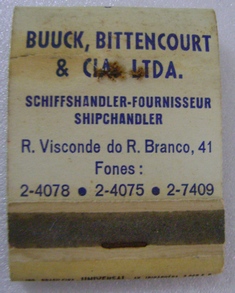 BUUCK, BITTENCOURT
& CIA. LTDA.
SCHIFFSHANDLER-FOURNISSEUR
SHIPCHANDLER
R. Visconde do R. Branco, 41
Fones:
2-4078 • 2-4075 • 2-7409